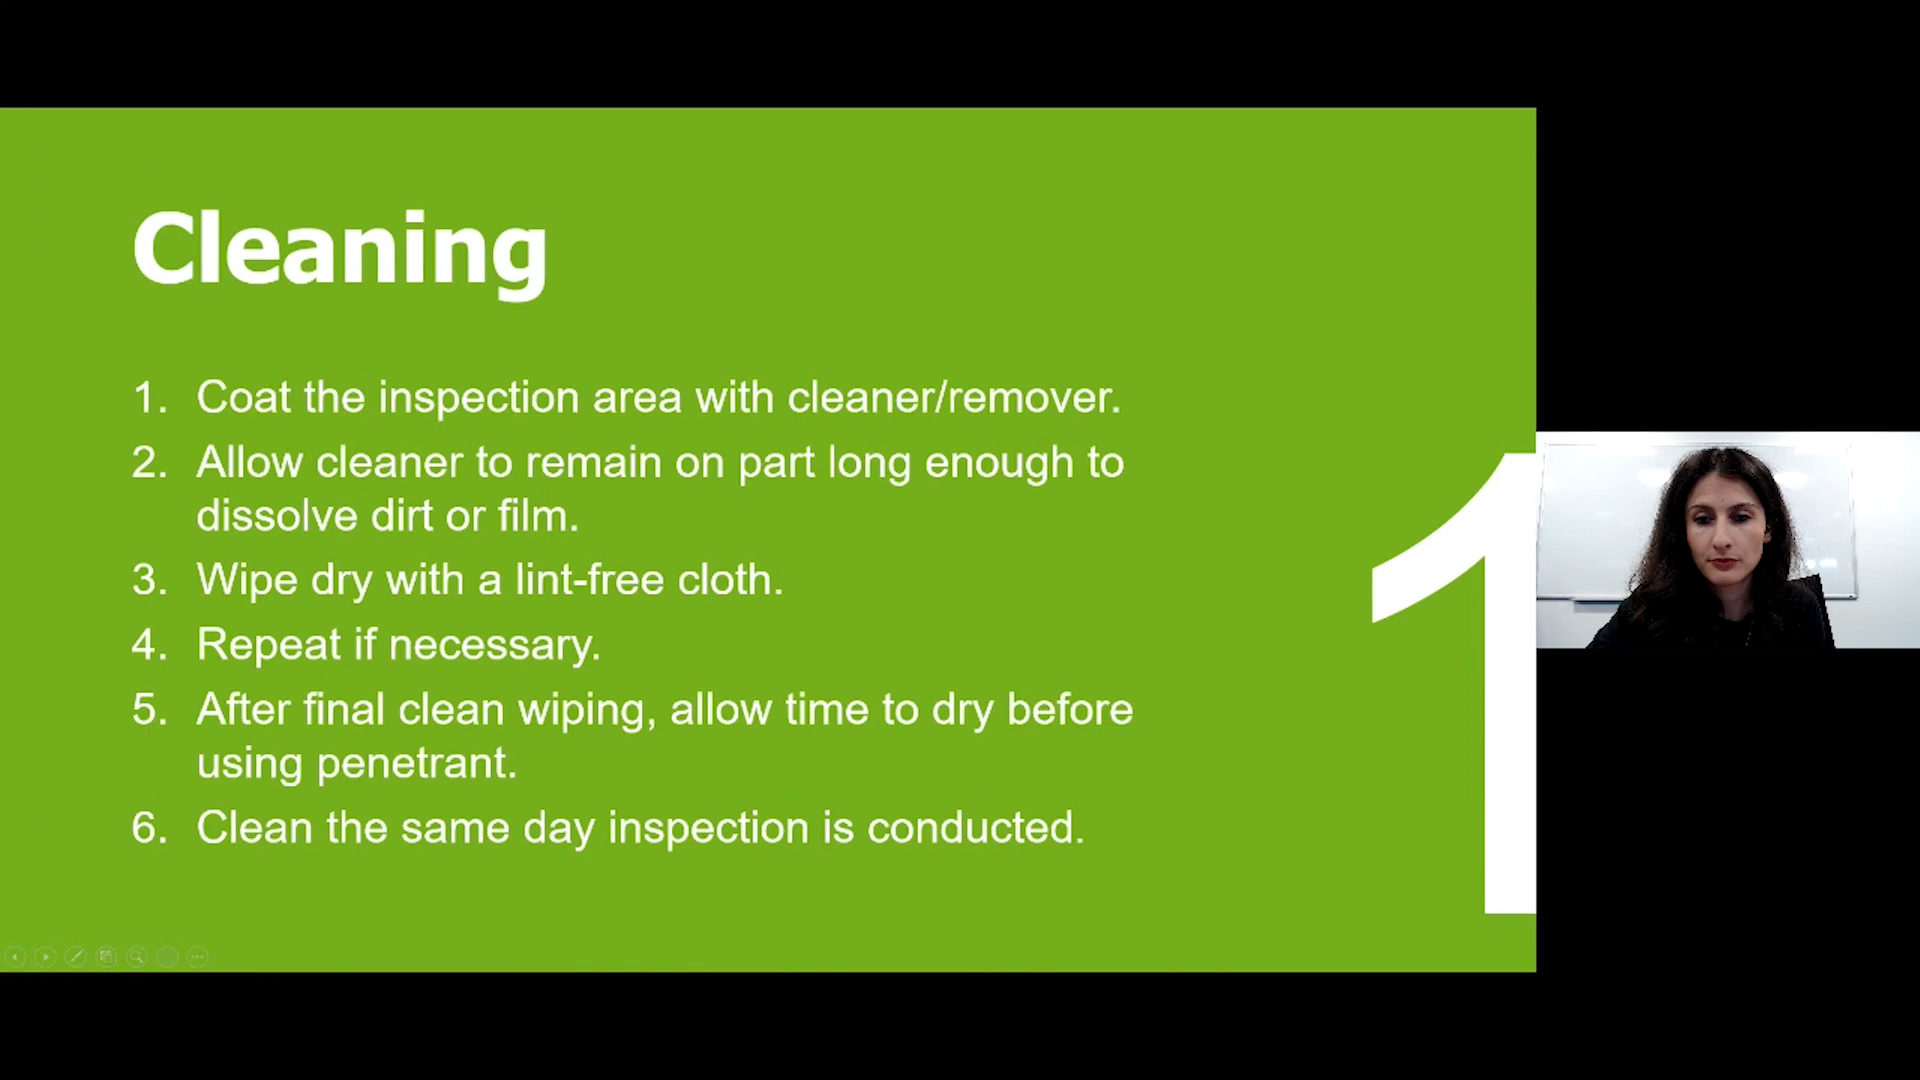 Cleaning
1. Coat the inspection area with cleaner/remover.
2. Allow cleaner to remain on part long enough to
dissolve dirt or film.
3. Wipe dry with a lint-free cloth.
4. Repeat if necessary.
5. After final clean wiping, allow time to dry before
using penetrant.
6. Clean the same day inspection is conducted.
1